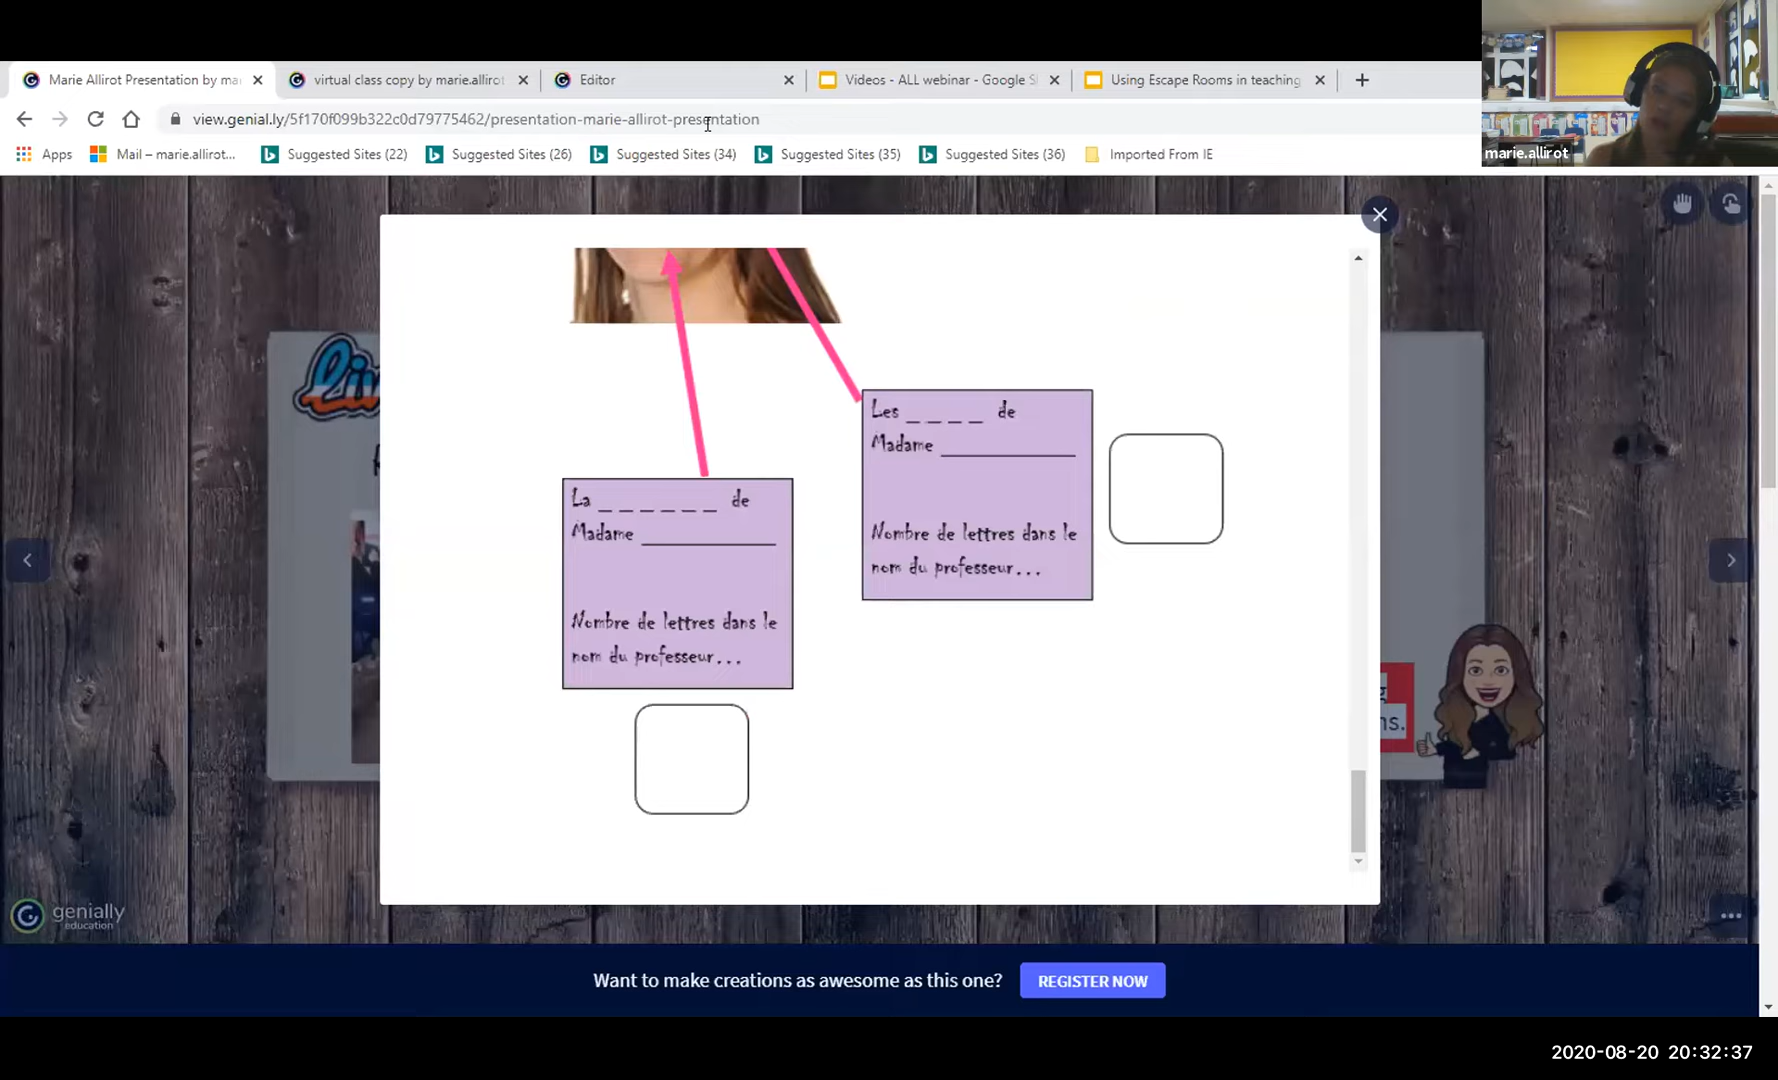 Marie Allirot Presentation by ma
virtual class copy by marie.allirot
Editor
Videos - ALL webinar - Google Sl
Using Escape Rooms in teaching
view.genial.ly/5f170f099b322c0d79775462/presentation-marie-allirot-presentation
Apps
Mail – marie.allirot...
Suggested Sites (22)
Suggested Sites (26)
Suggested Sites (34)
Suggested Sites (35)
Suggested Sites (36)
Imported From IE
marie.allirot
Les _ _ _ _ de
Madame ___________
Nombre de lettres dans le
nom du professeur...
La _ _ _ _ _ _ de
Madame ___________
Nombre de lettres dans le
nom du professeur...
ns.
genially
education
Want to make creations as awesome as this one?
REGISTER NOW
2020-08-20 20:32:37